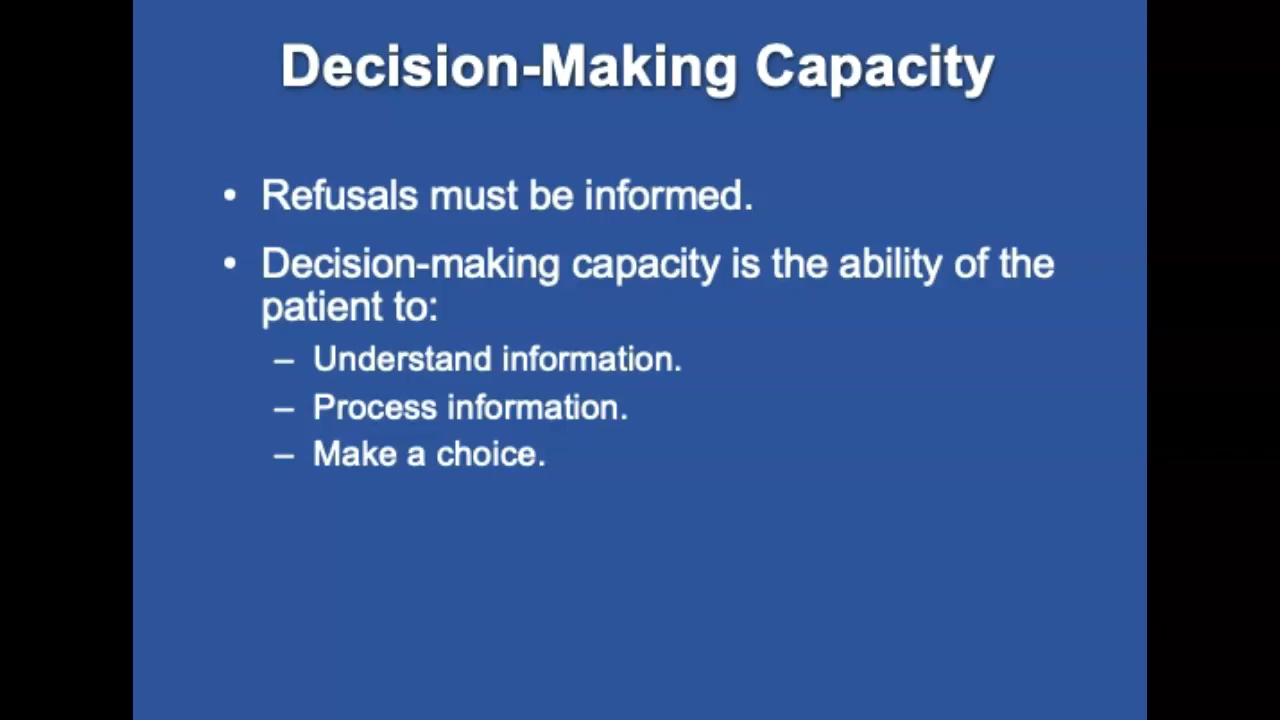 Decision-Making Capacity
• Refusals must be informed.
• Decision-making capacity is the ability of the
patient to:
– Understand information.
– Process information.
– Make a choice.